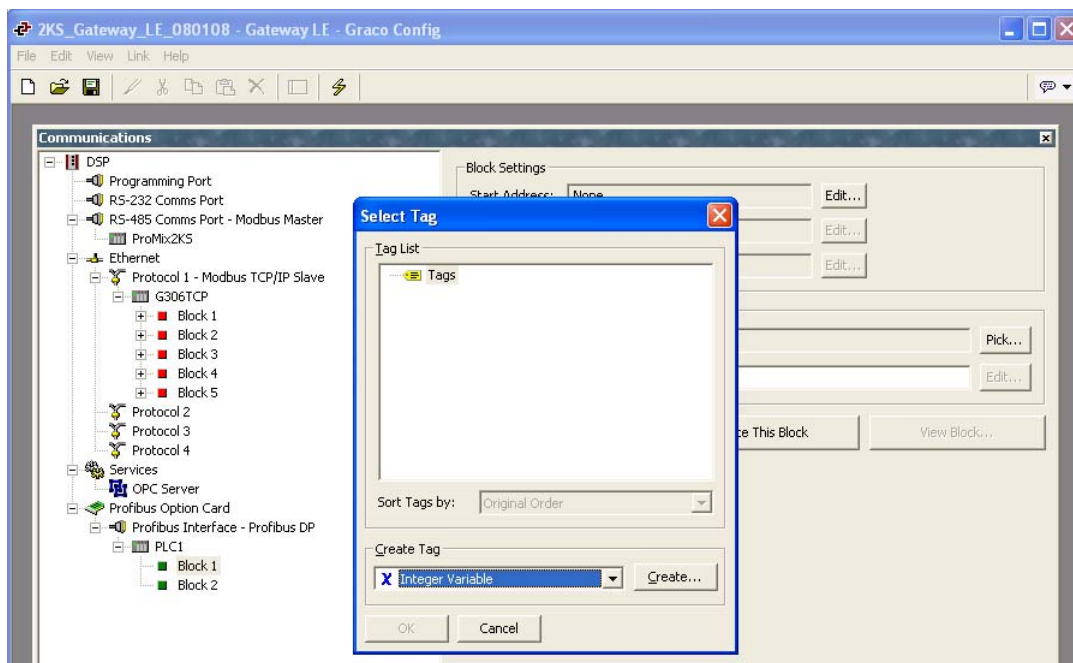 2KS_Gateway_LE_080108 - Gateway LE - Graco Config
File Edit View Link Help
Communications
DSP
Programming Port
RS-232 Comms Port
RS-485 Comms Port - Modbus Master
ProMix2KS
Ethernet
Protocol 1 - Modbus TCP/IP Slave
G306TCP
Block 1
Block 2
Block 3
Block 4
Block 5
Protocol 2
Protocol 3
Protocol 4
Services
OPC Server
Profibus Option Card
Profibus Interface - Profibus DP
PLC1
Block 1
Block 2
Block Settings
Start Address: None Edit...
Edit...
Edit...
Pick...
Edit...
This Block View Block...
Select Tag
Tag List
Tags
Sort Tags by: Original Order
Create Tag
Integer Variable Create...
OK Cancel